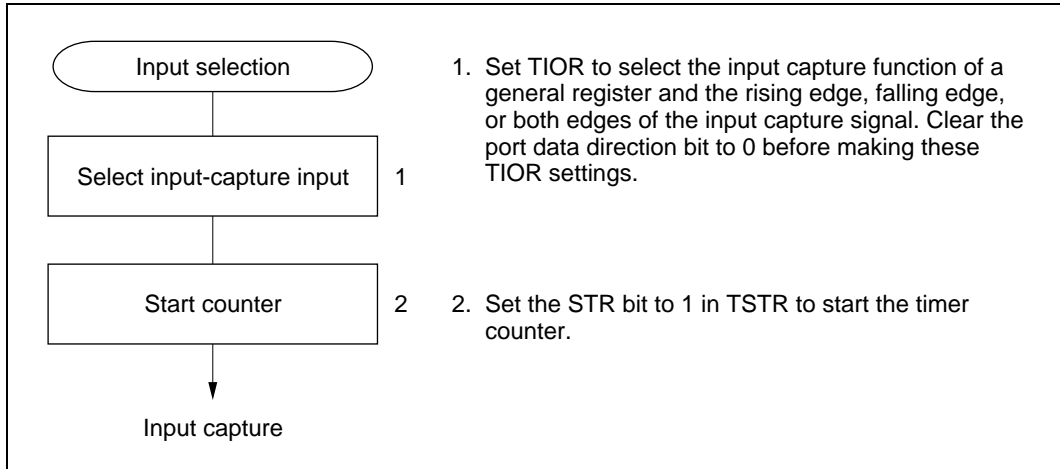 Input selection
Select input-capture input
1
1. Set TIOR to select the input capture function of a
general register and the rising edge, falling edge,
or both edges of the input capture signal. Clear the
port data direction bit to 0 before making these
TIOR settings.
Start counter
2
2. Set the STR bit to 1 in TSTR to start the timer
counter.
Input capture